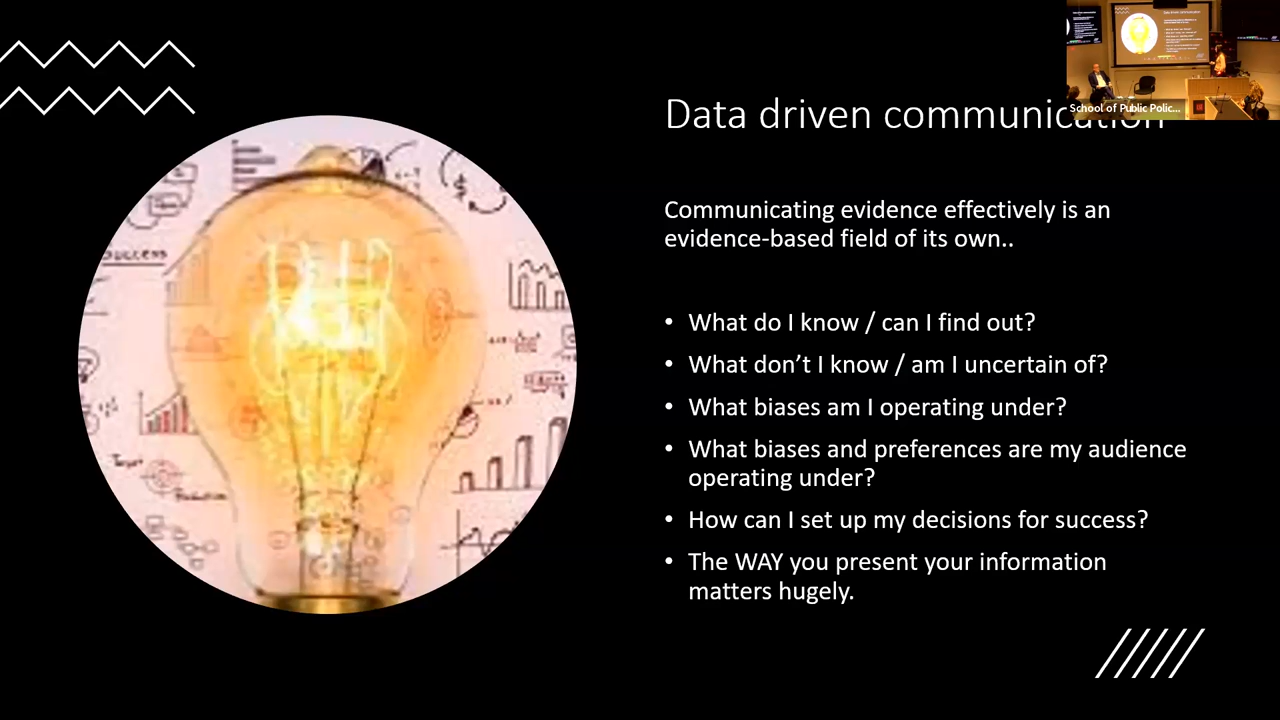 School of Public Polic...
Data driven communication
Communicating evidence effectively is an
evidence-based field of its own..
• What do I know / can I find out?
• What don’t I know / am I uncertain of?
• What biases am I operating under?
• What biases and preferences are my audience
operating under?
• How can I set up my decisions for success?
• The WAY you present your information
matters hugely.
success
Target
$